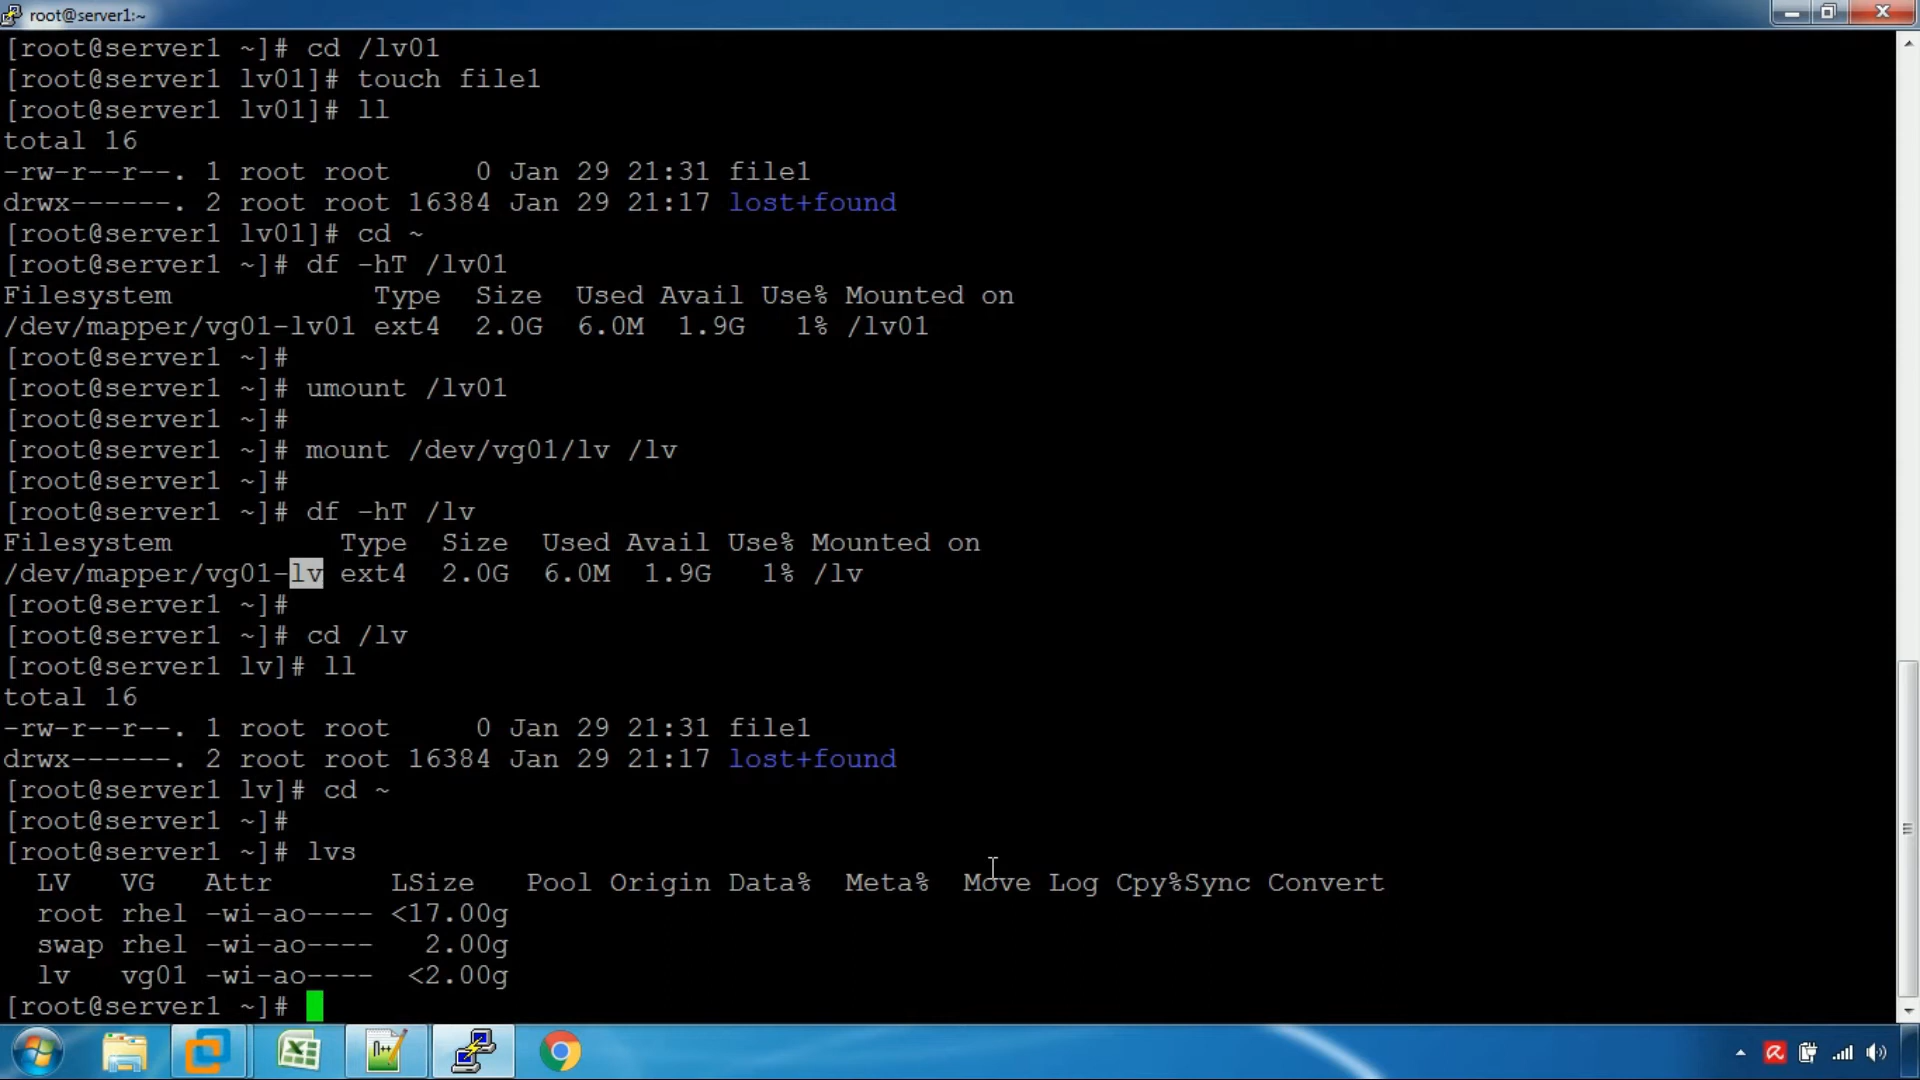 root@server1:~
[root@server1 ~]# cd /lv01
[root@server1 lv01]# touch file1
[root@server1 lv01]# ll
total 16
-rw-r--r--. 1 root root     0 Jan 29 21:31 file1
drwx------. 2 root root 16384 Jan 29 21:17 lost+found
[root@server1 lv01]# cd ~
[root@server1 ~]# df -hT /lv01
Filesystem            Type  Size  Used Avail Use% Mounted on
/dev/mapper/vg01-lv01 ext4  2.0G  6.0M  1.9G   1% /lv01
[root@server1 ~]#
[root@server1 ~]# umount /lv01
[root@server1 ~]#
[root@server1 ~]# mount /dev/vg01/lv /lv
[root@server1 ~]#
[root@server1 ~]# df -hT /lv
Filesystem          Type  Size  Used Avail Use% Mounted on
/dev/mapper/vg01-lv ext4  2.0G  6.0M  1.9G   1% /lv
[root@server1 ~]#
[root@server1 ~]# cd /lv
[root@server1 lv]# ll
total 16
-rw-r--r--. 1 root root     0 Jan 29 21:31 file1
drwx------. 2 root root 16384 Jan 29 21:17 lost+found
[root@server1 lv]# cd ~
[root@server1 ~]#
[root@server1 ~]# lvs
  LV   VG   Attr       LSize   Pool Origin Data%  Meta%  Move Log Cpy%Sync Convert
  root rhel -wi-ao---- <17.00g
  swap rhel -wi-ao----   2.00g
  lv   vg01 -wi-ao----  <2.00g
[root@server1 ~]#